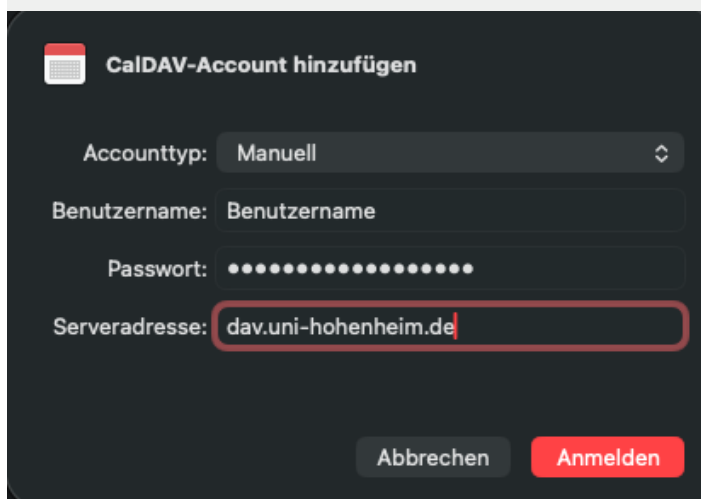 CalDAV-Account hinzufügen
Accounttyp: Manuell
Benutzername: Benutzername
Passwort: ••••••••••••••••••
Serveradresse: dav.uni-hohenheim.de
Abbrechen Anmelden